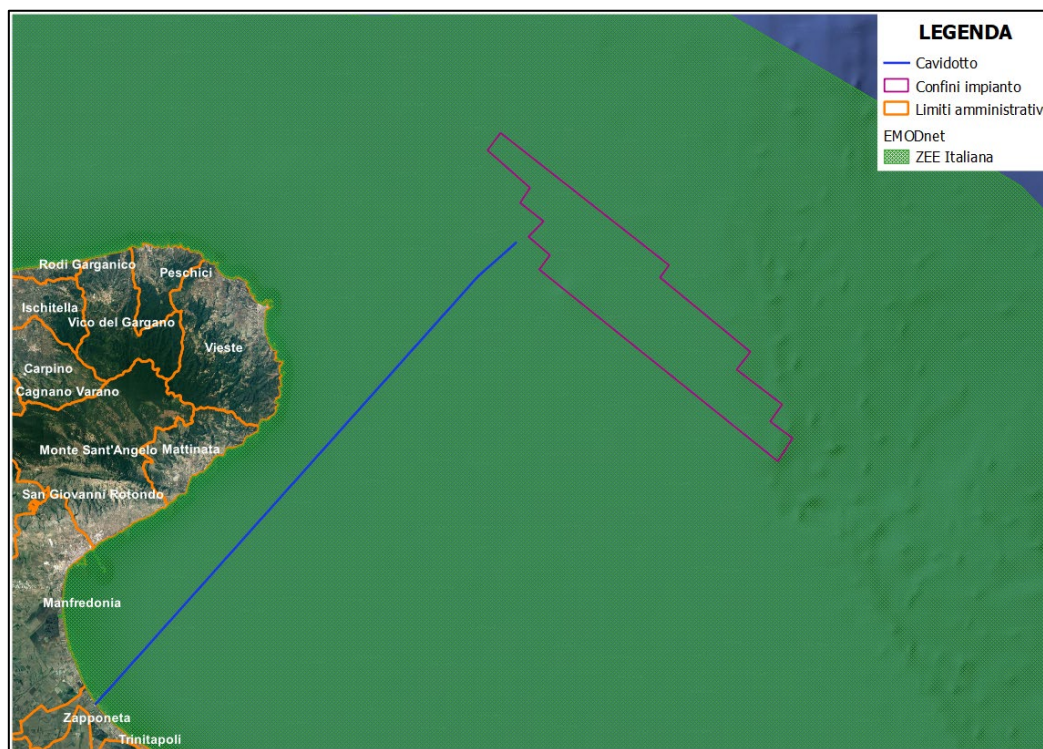 LEGENDA
Cavidotto
Confini impianto
Limiti amministrativ
EMODnet
ZEE Italiana
Rodi Garganico
Peschici
Ischitella
Vico del Gargano
Vieste
Carpino
Cagnano Varano
Monte Sant'Angelo
Mattinata
San Giovanni Rotondo
Manfredonia
Zapponeta
Trinitapoli